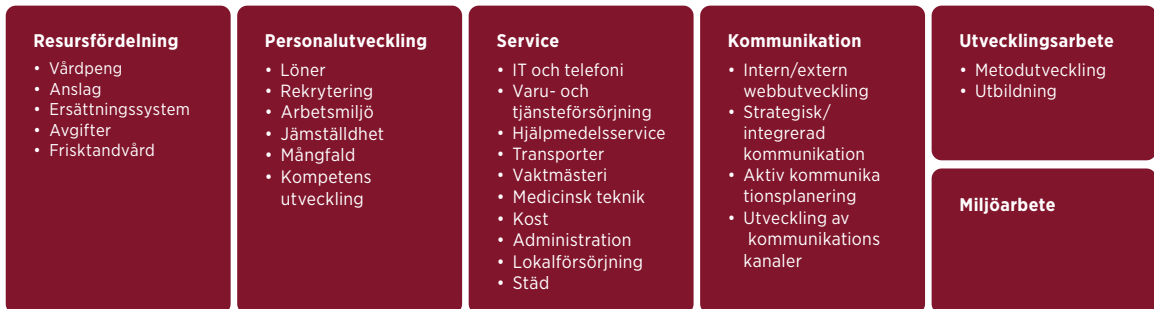 Resursfördelning
• Vårdpeng
• Anslag
• Ersättningssystem
• Avgifter
• Frisktandvård
Personalutveckling
• Löner
• Rekrytering
• Arbetsmiljö
• Jämställdhet
• Mångfald
• Kompetens
utveckling
Service
• IT och telefoni
• Varu- och
tjänsteförsörjning
• Hjälpmedelsservice
• Transporter
• Vaktmästeri
• Medicinsk teknik
• Kost
• Administration
• Lokalförsörjning
• Städ
Kommunikation
• Intern/extern
webbutveckling
• Strategisk/
integrerad
kommunikation
• Aktiv kommunika
tionsplanering
• Utveckling av
kommunikations
kanaler
Utvecklingsarbete
• Metodutveckling
• Utbildning
Miljöarbete